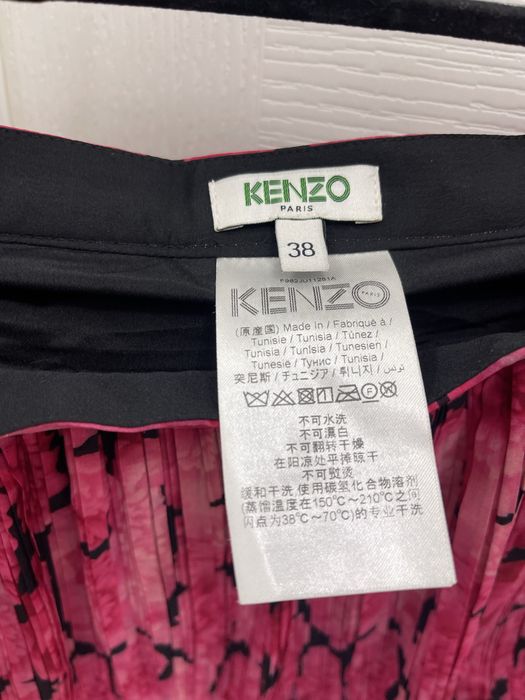 KENZO
PARIS
38
F982JU11251A
KENZO
PARIS
(原産国) Made in / Fabriqué à /
Tunisie / Tunisia / Túnez /
Tunísia / Tunisia / Tunesien /
Tunesie / Тунис / Tunisia /
突尼斯 / チュニジア / 튀니지 / تونس
F
不可水洗
不可漂白
不可翻转干燥
在阴凉处平摊晾干
不可熨烫
缓和干洗,使用碳氢化合物溶剂
(蒸馏温度在150℃~210℃之间
闪点为38℃~70℃)的专业干洗